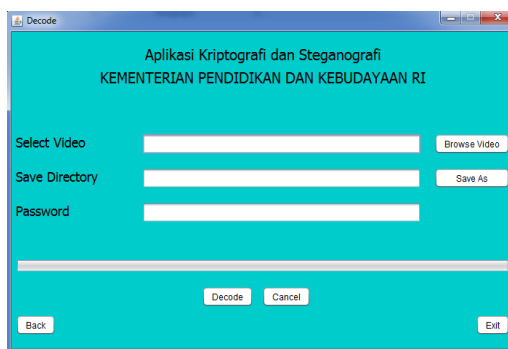 Decode
Aplikasi Kriptografi dan Steganografi
KEMENTERIAN PENDIDIKAN DAN KEBUDAYAAN RI
Select Video
Browse Video
Save Directory
Save As
Password
Decode Cancel
Back
Exit